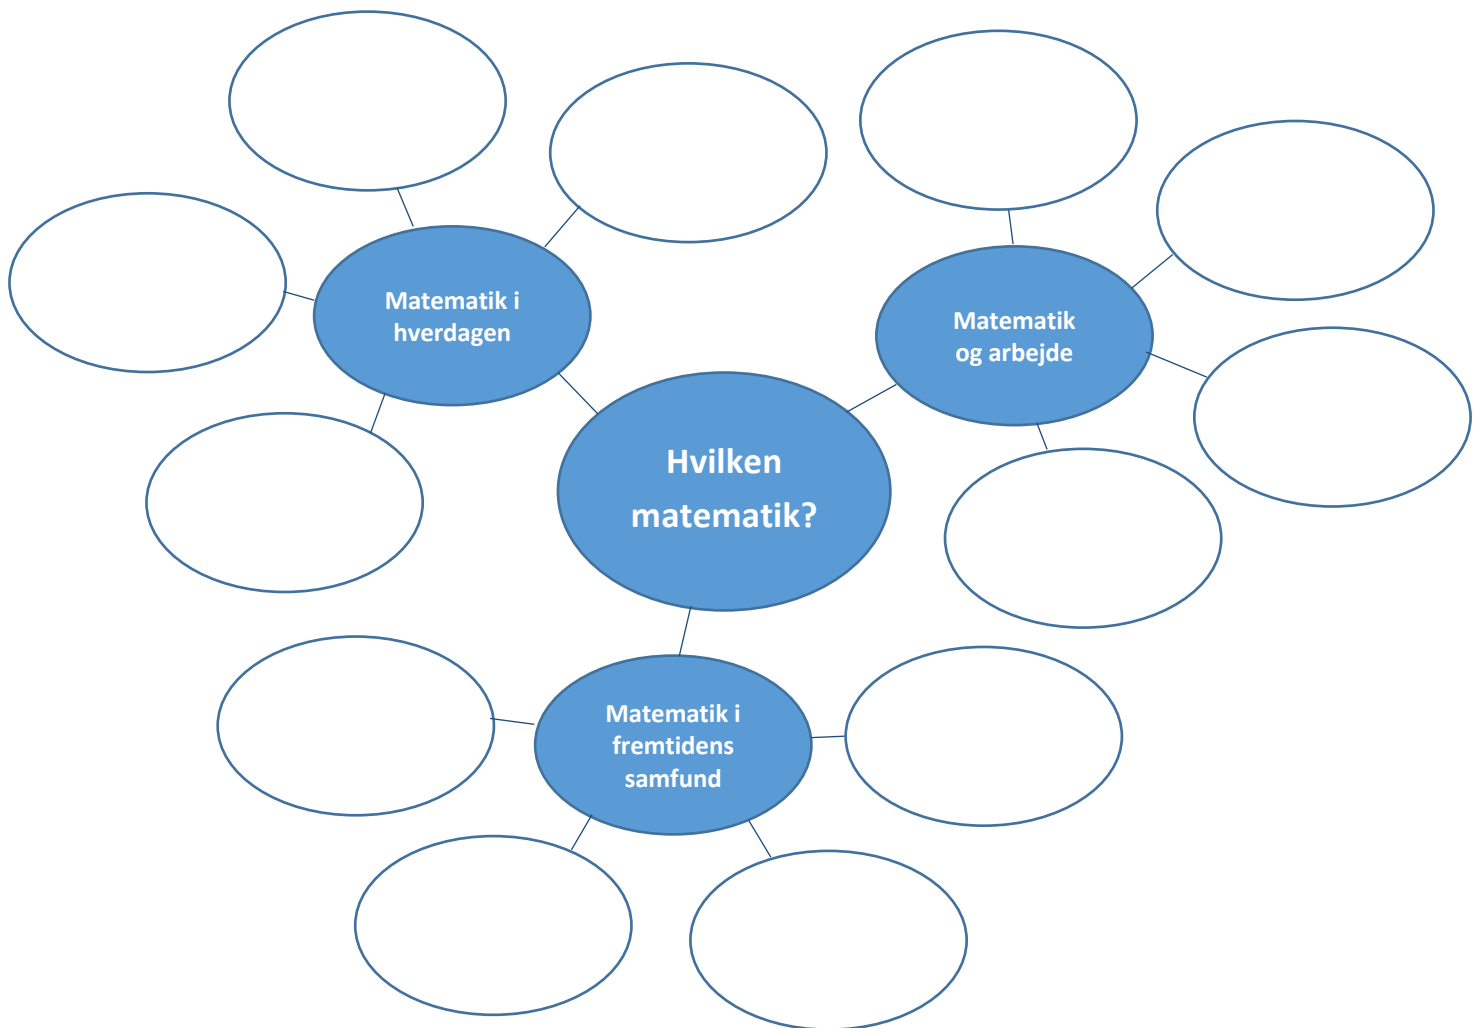 Matematik i
hverdagen
Matematik
og arbejde
Hvilken
matematik?
Matematik i
fremtidens
samfund